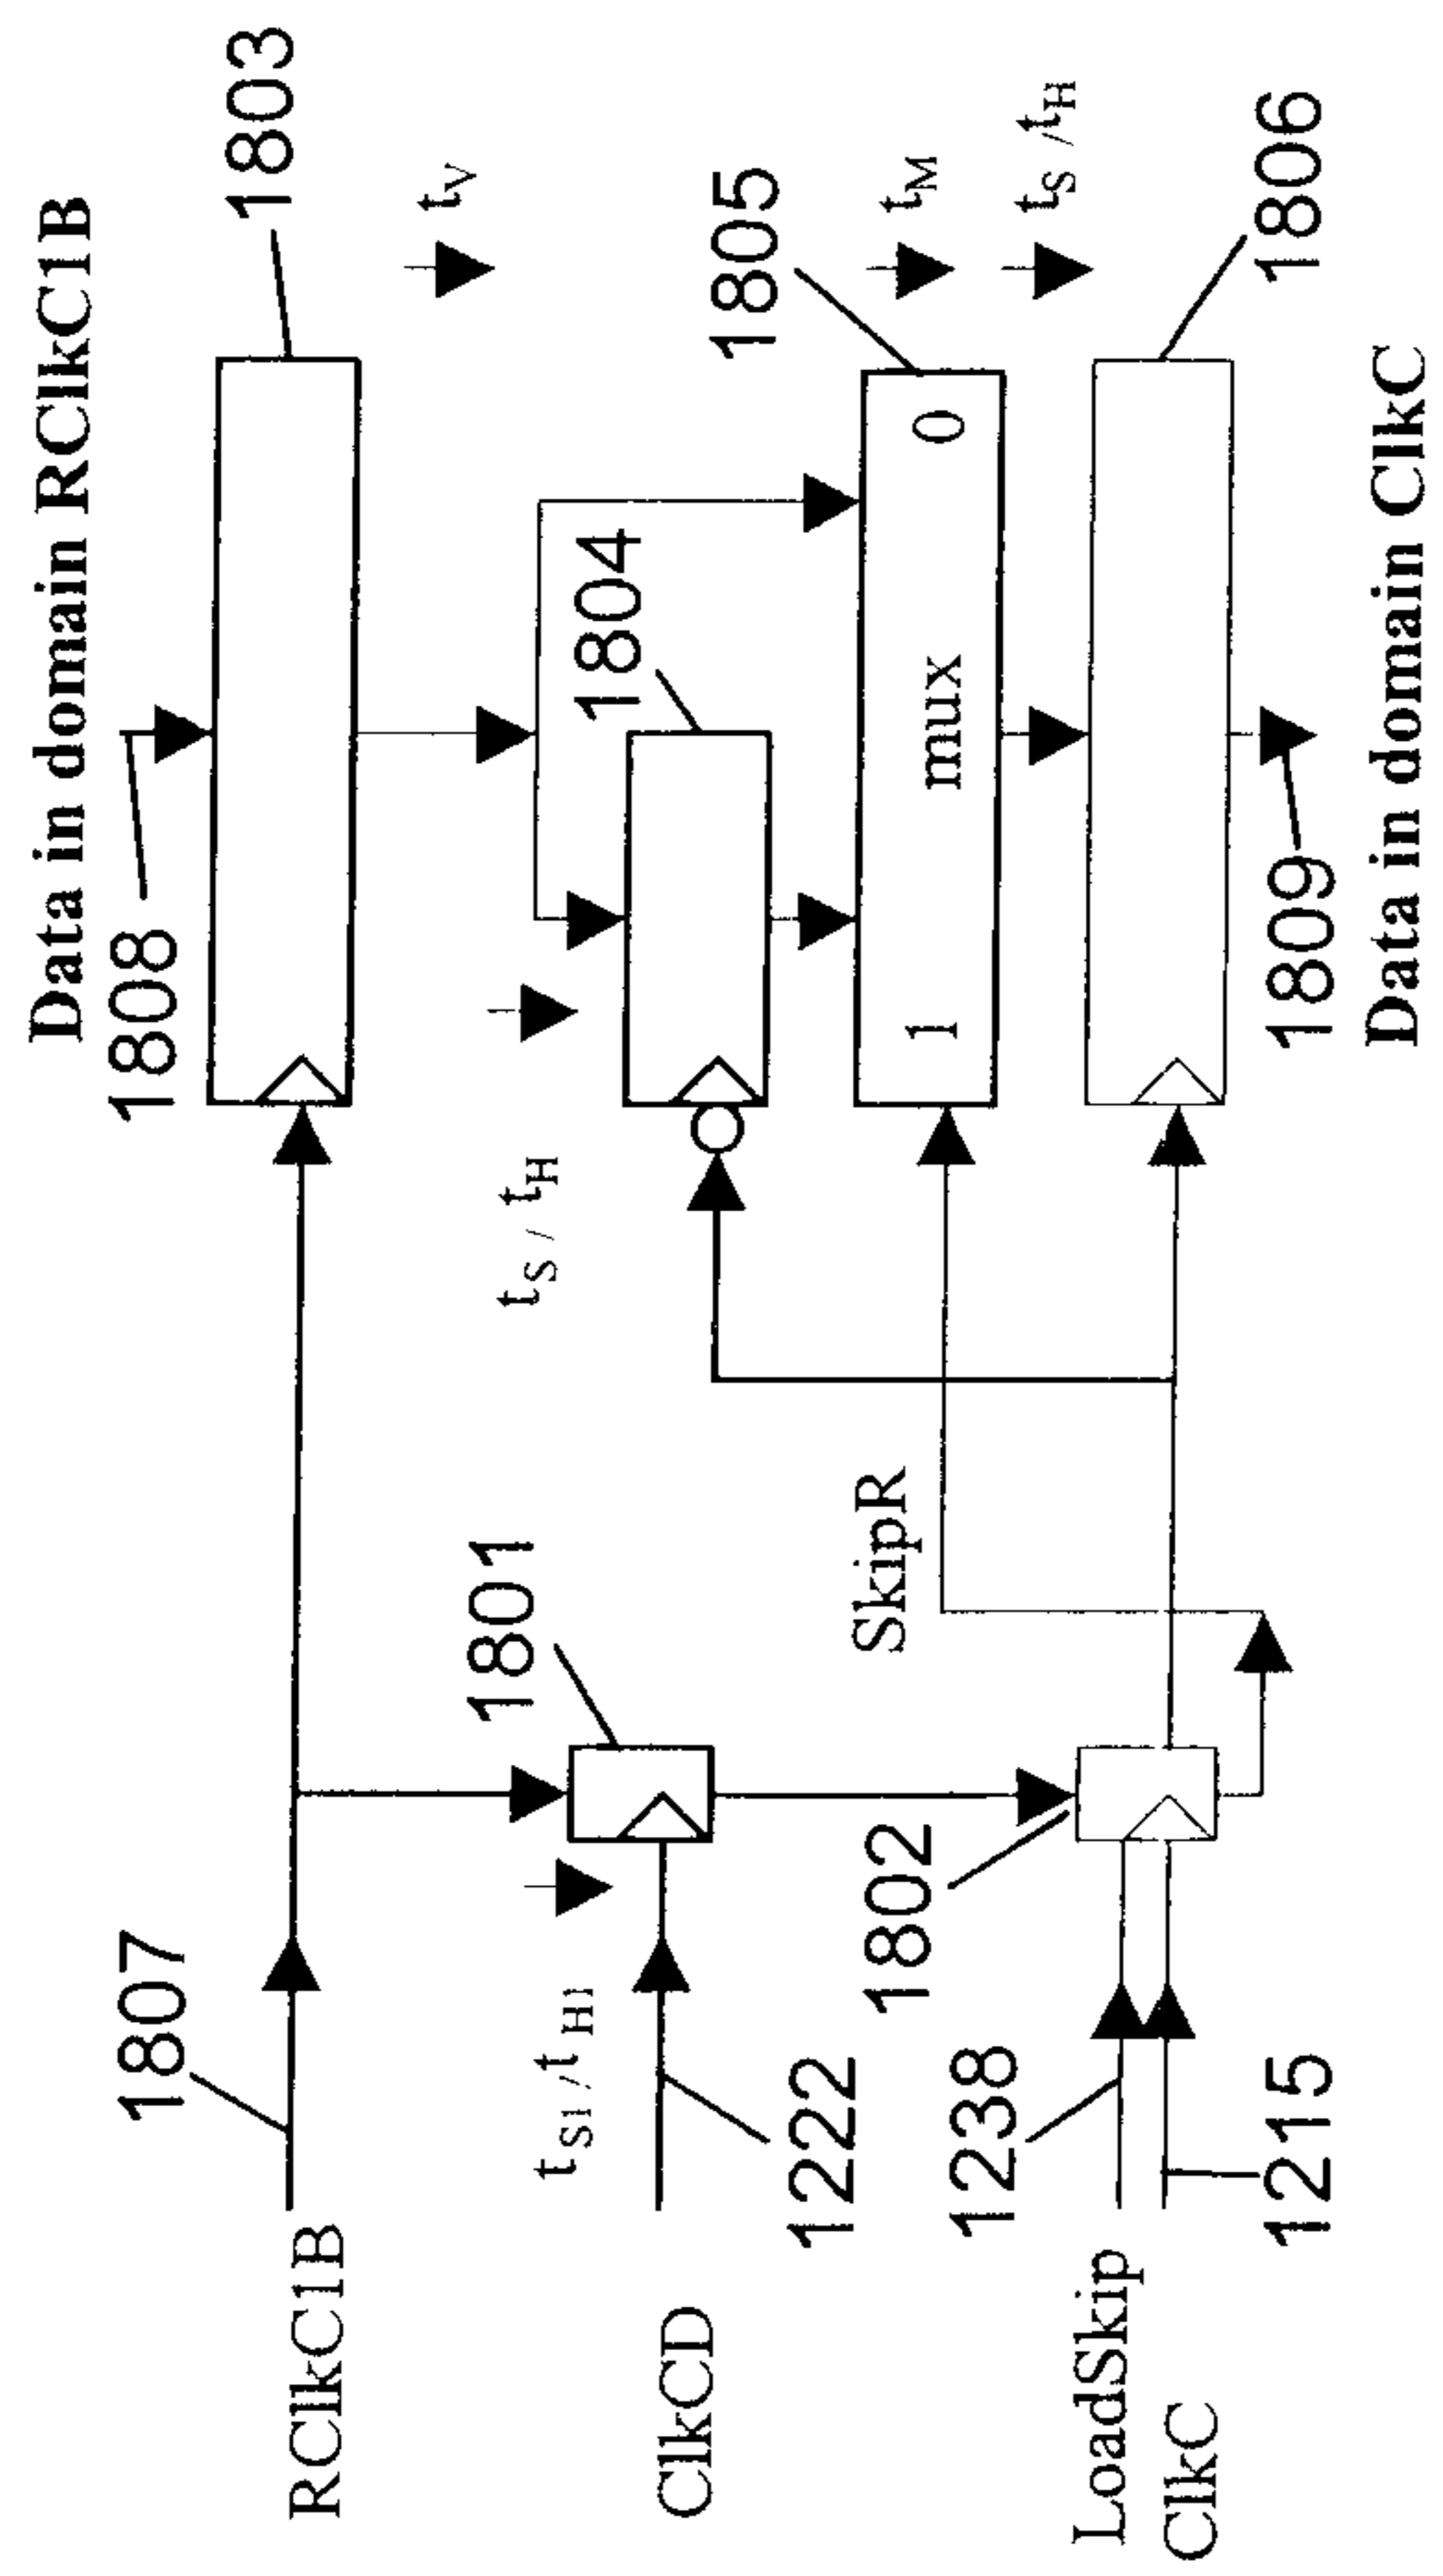 Data in domain RClkC1B
1808
1803
RClkC1B
1807
tV
1801
tS / tH
1804
tS1/tH1
ClkCD
1222
1805
SkipR
1 mux 0
tM
1802
tS /tH
LoadSkip
1238
ClkC
1215
1806
1809
Data in domain ClkC